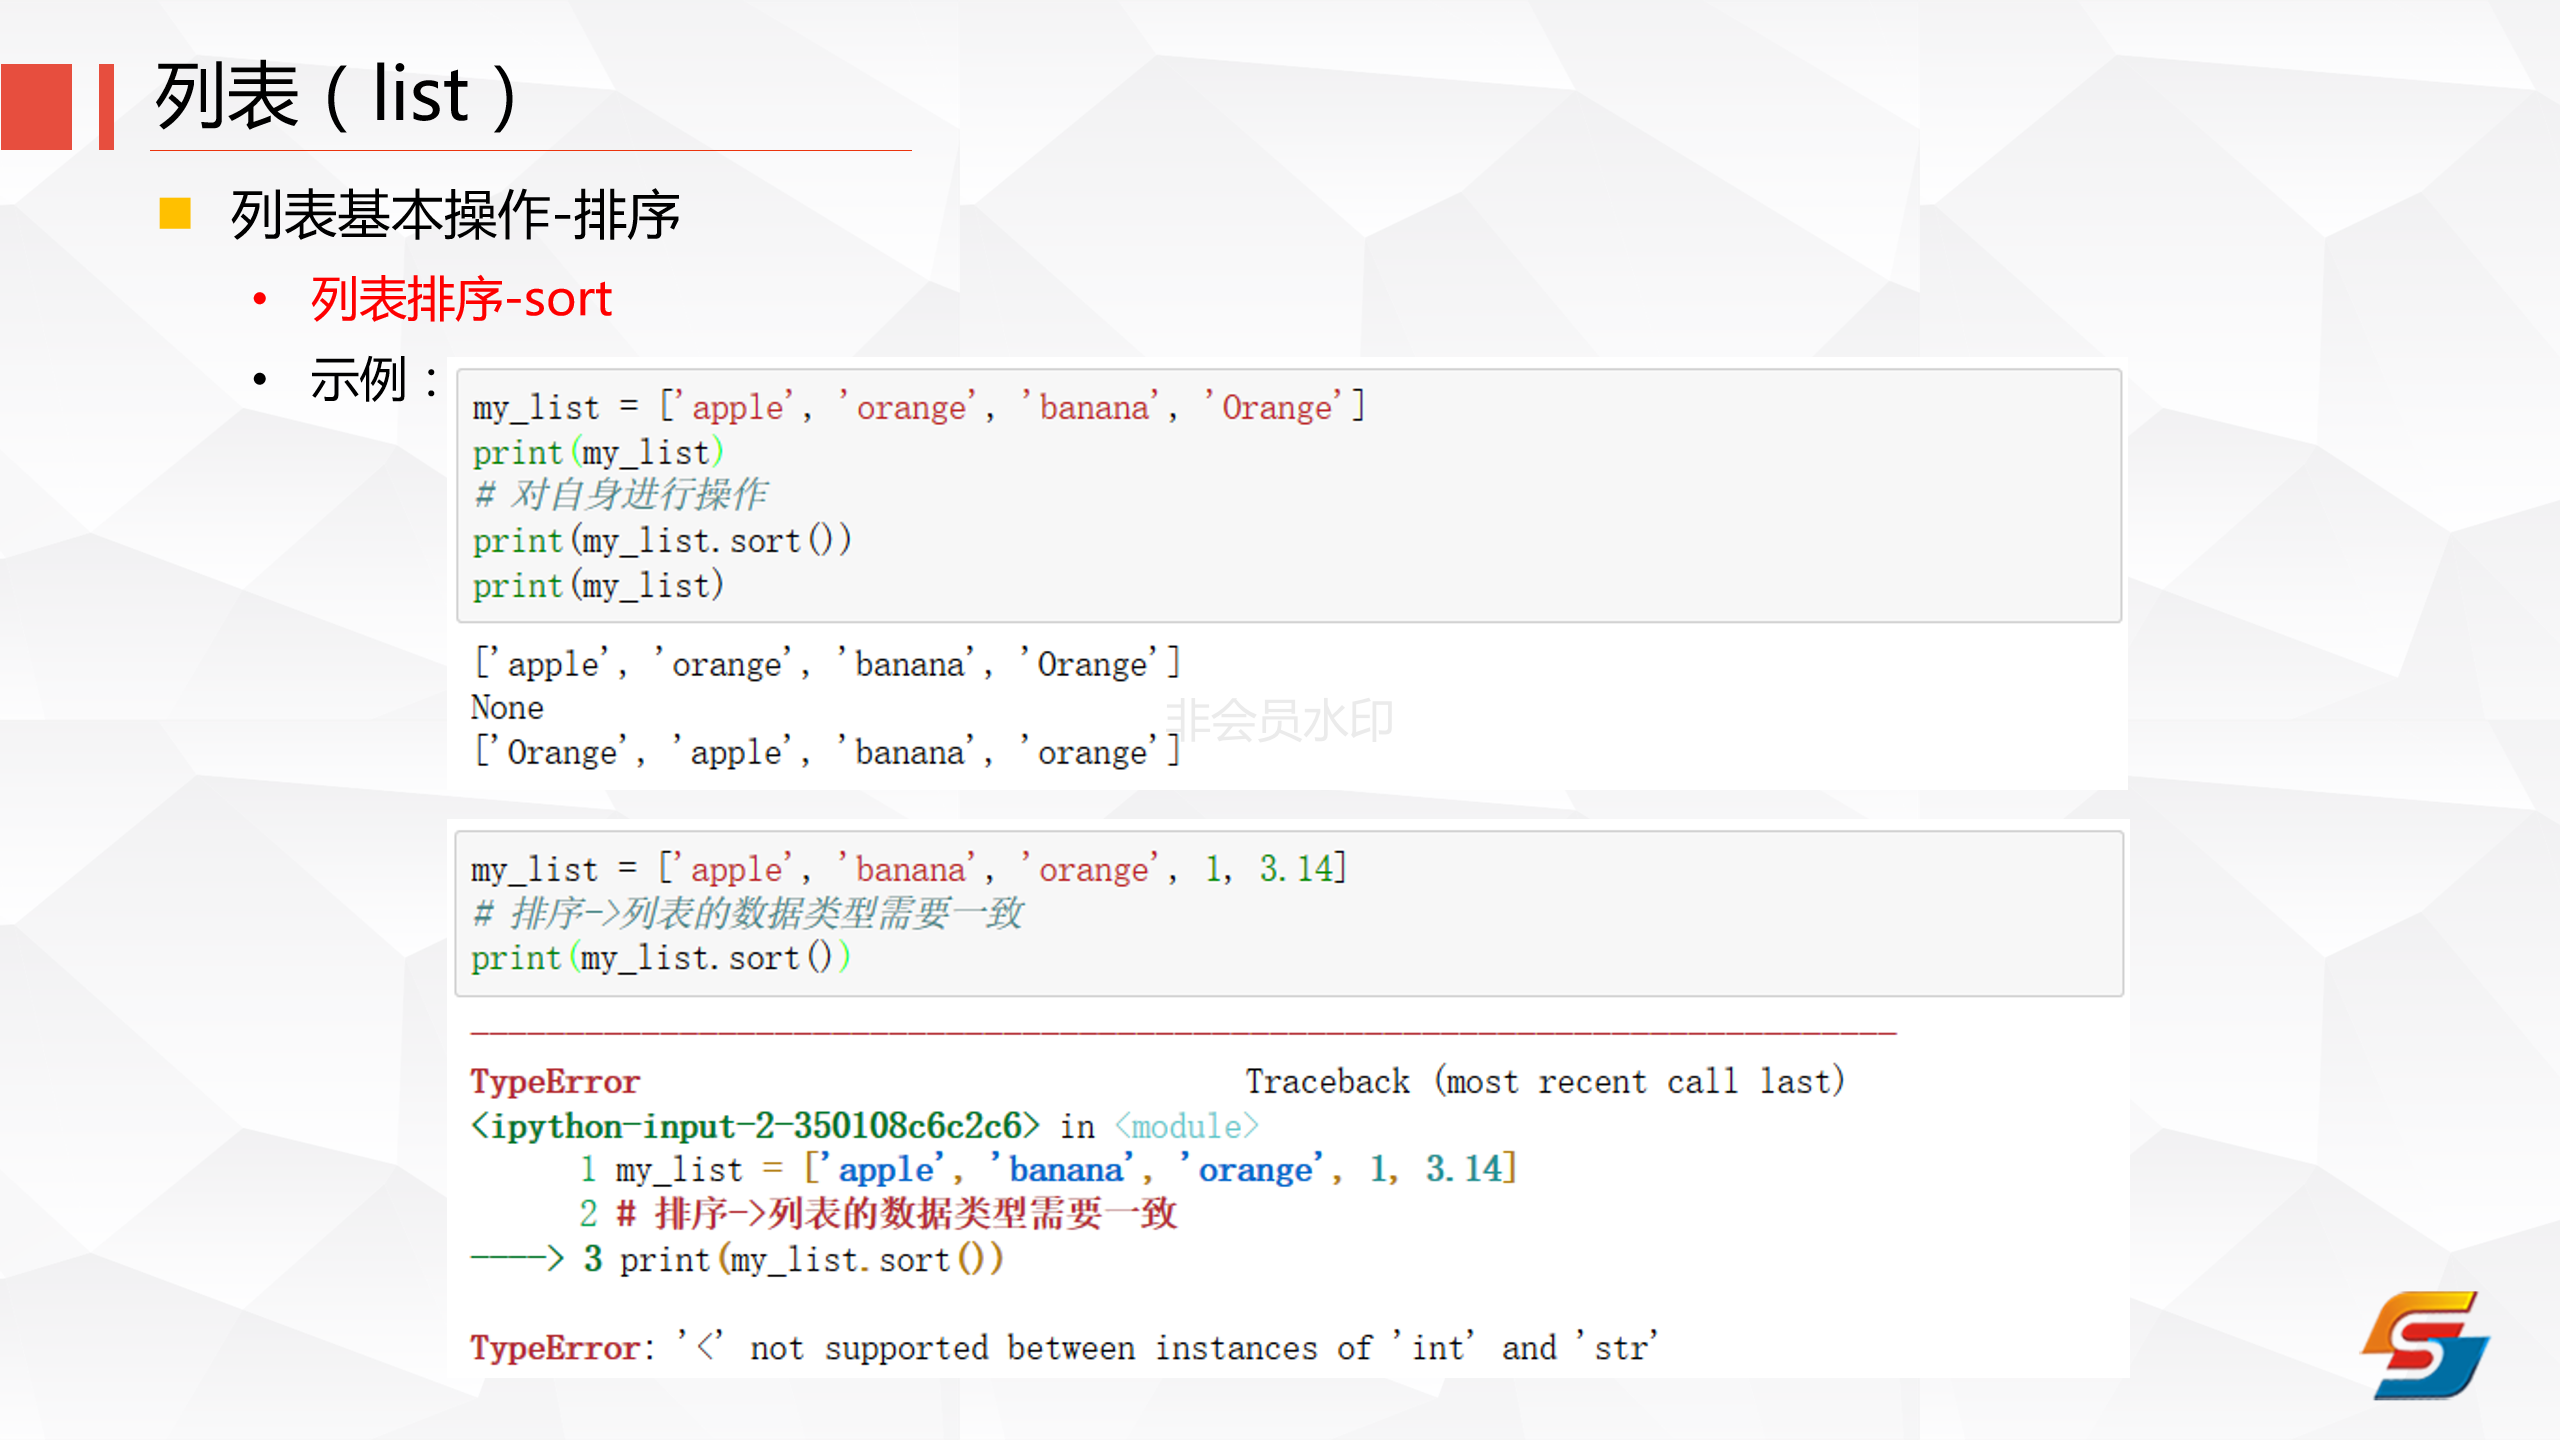 列表（list）
列表基本操作-排序
列表排序-sort
示例：
my_list = ['apple', 'orange', 'banana', 'Orange']
print(my_list)
# 对自身进行操作
print(my_list.sort())
print(my_list)
['apple', 'orange', 'banana', 'Orange']
None
['Orange', 'apple', 'banana', 'orange']
非会员水印
my_list = ['apple', 'banana', 'orange', 1, 3.14]
# 排序->列表的数据类型需要一致
print(my_list.sort())
---------------------------------------------------------------------------
TypeError                                 Traceback (most recent call last)
<ipython-input-2-350108c6c2c6> in <module>
      1 my_list = ['apple', 'banana', 'orange', 1, 3.14]
      2 # 排序->列表的数据类型需要一致
----> 3 print(my_list.sort())
TypeError: '<' not supported between instances of 'int' and 'str'